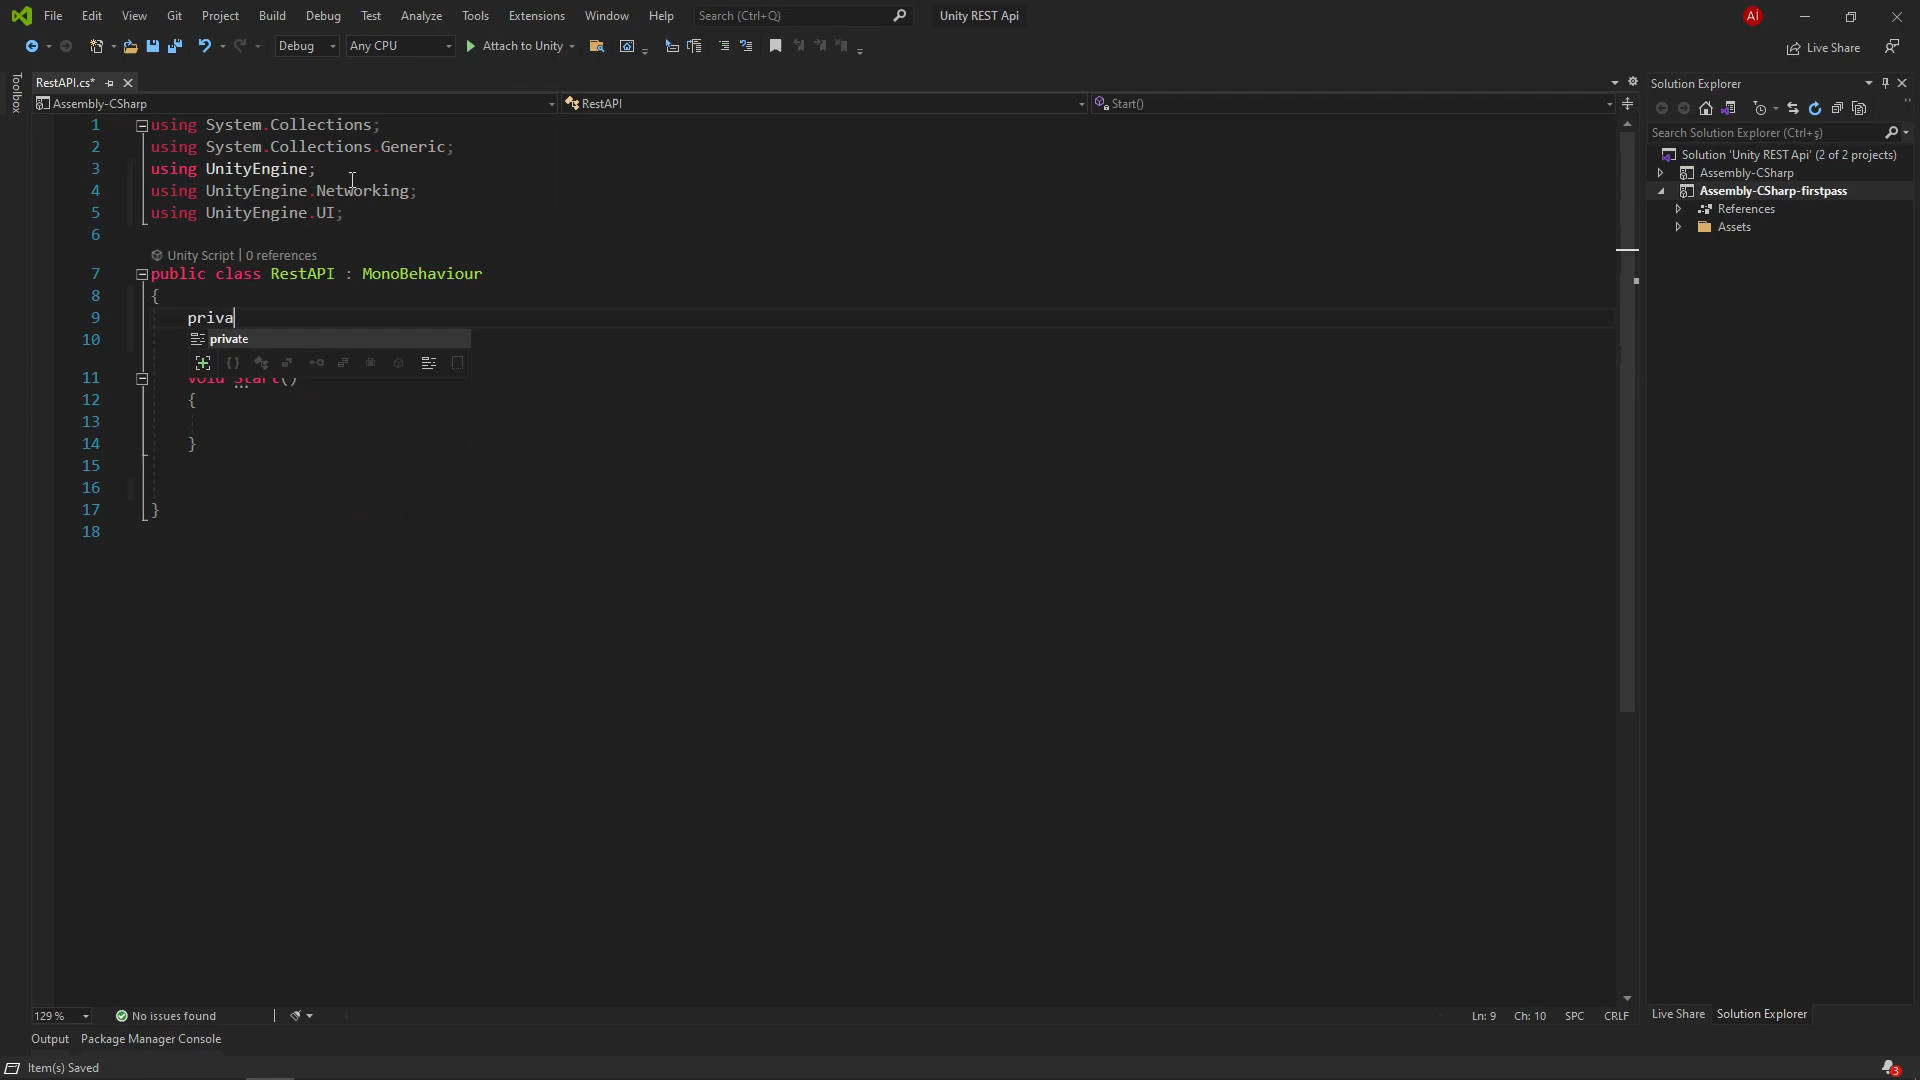 File Edit View Git Project Build Debug Test Analyze Tools Extensions Window Help Search (Ctrl+Q) Unity REST Api AI
Debug Any CPU Attach to Unity Live Share
Toolbox
RestAPI.cs*
Assembly-CSharp RestAPI Start()
1 using System.Collections;
2 using System.Collections.Generic;
3 using UnityEngine;
4 using UnityEngine.Networking;
5 using UnityEngine.UI;
6
Unity Script | 0 references
7 public class RestAPI : MonoBehaviour
8 {
9 priva
private
10
11 void Start()
12 {
13
14 }
15
16
17 }
18
Solution Explorer
Search Solution Explorer (Ctrl+ş)
Solution 'Unity REST Api' (2 of 2 projects)
Assembly-CSharp
Assembly-CSharp-firstpass
References
Assets
129 % No issues found Ln: 9 Ch: 10 SPC CRLF
Live Share Solution Explorer
Output Package Manager Console
Item(s) Saved 3